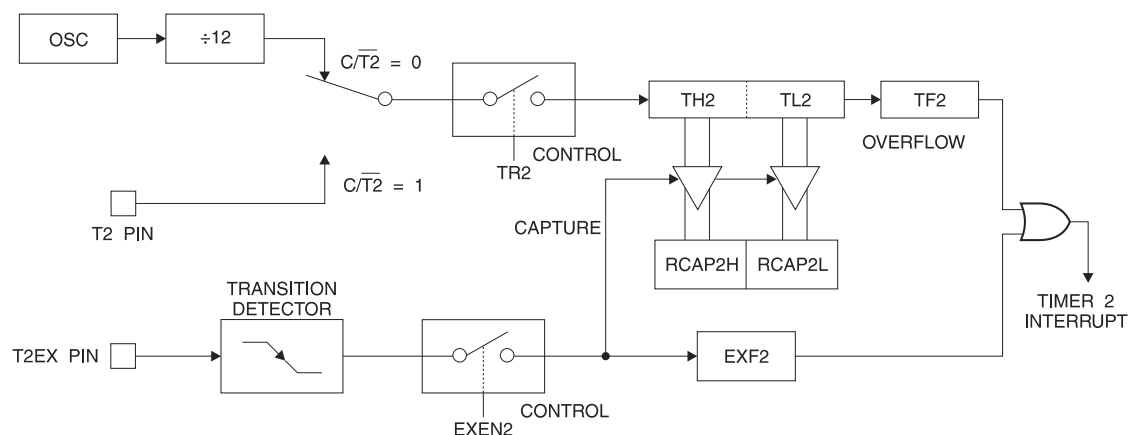 OSC
÷12
C/T2 = 0
TH2
TL2
TF2
OVERFLOW
CONTROL
TR2
C/T2 = 1
T2 PIN
CAPTURE
RCAP2H
RCAP2L
TRANSITION
DETECTOR
TIMER 2
INTERRUPT
T2EX PIN
EXF2
CONTROL
EXEN2